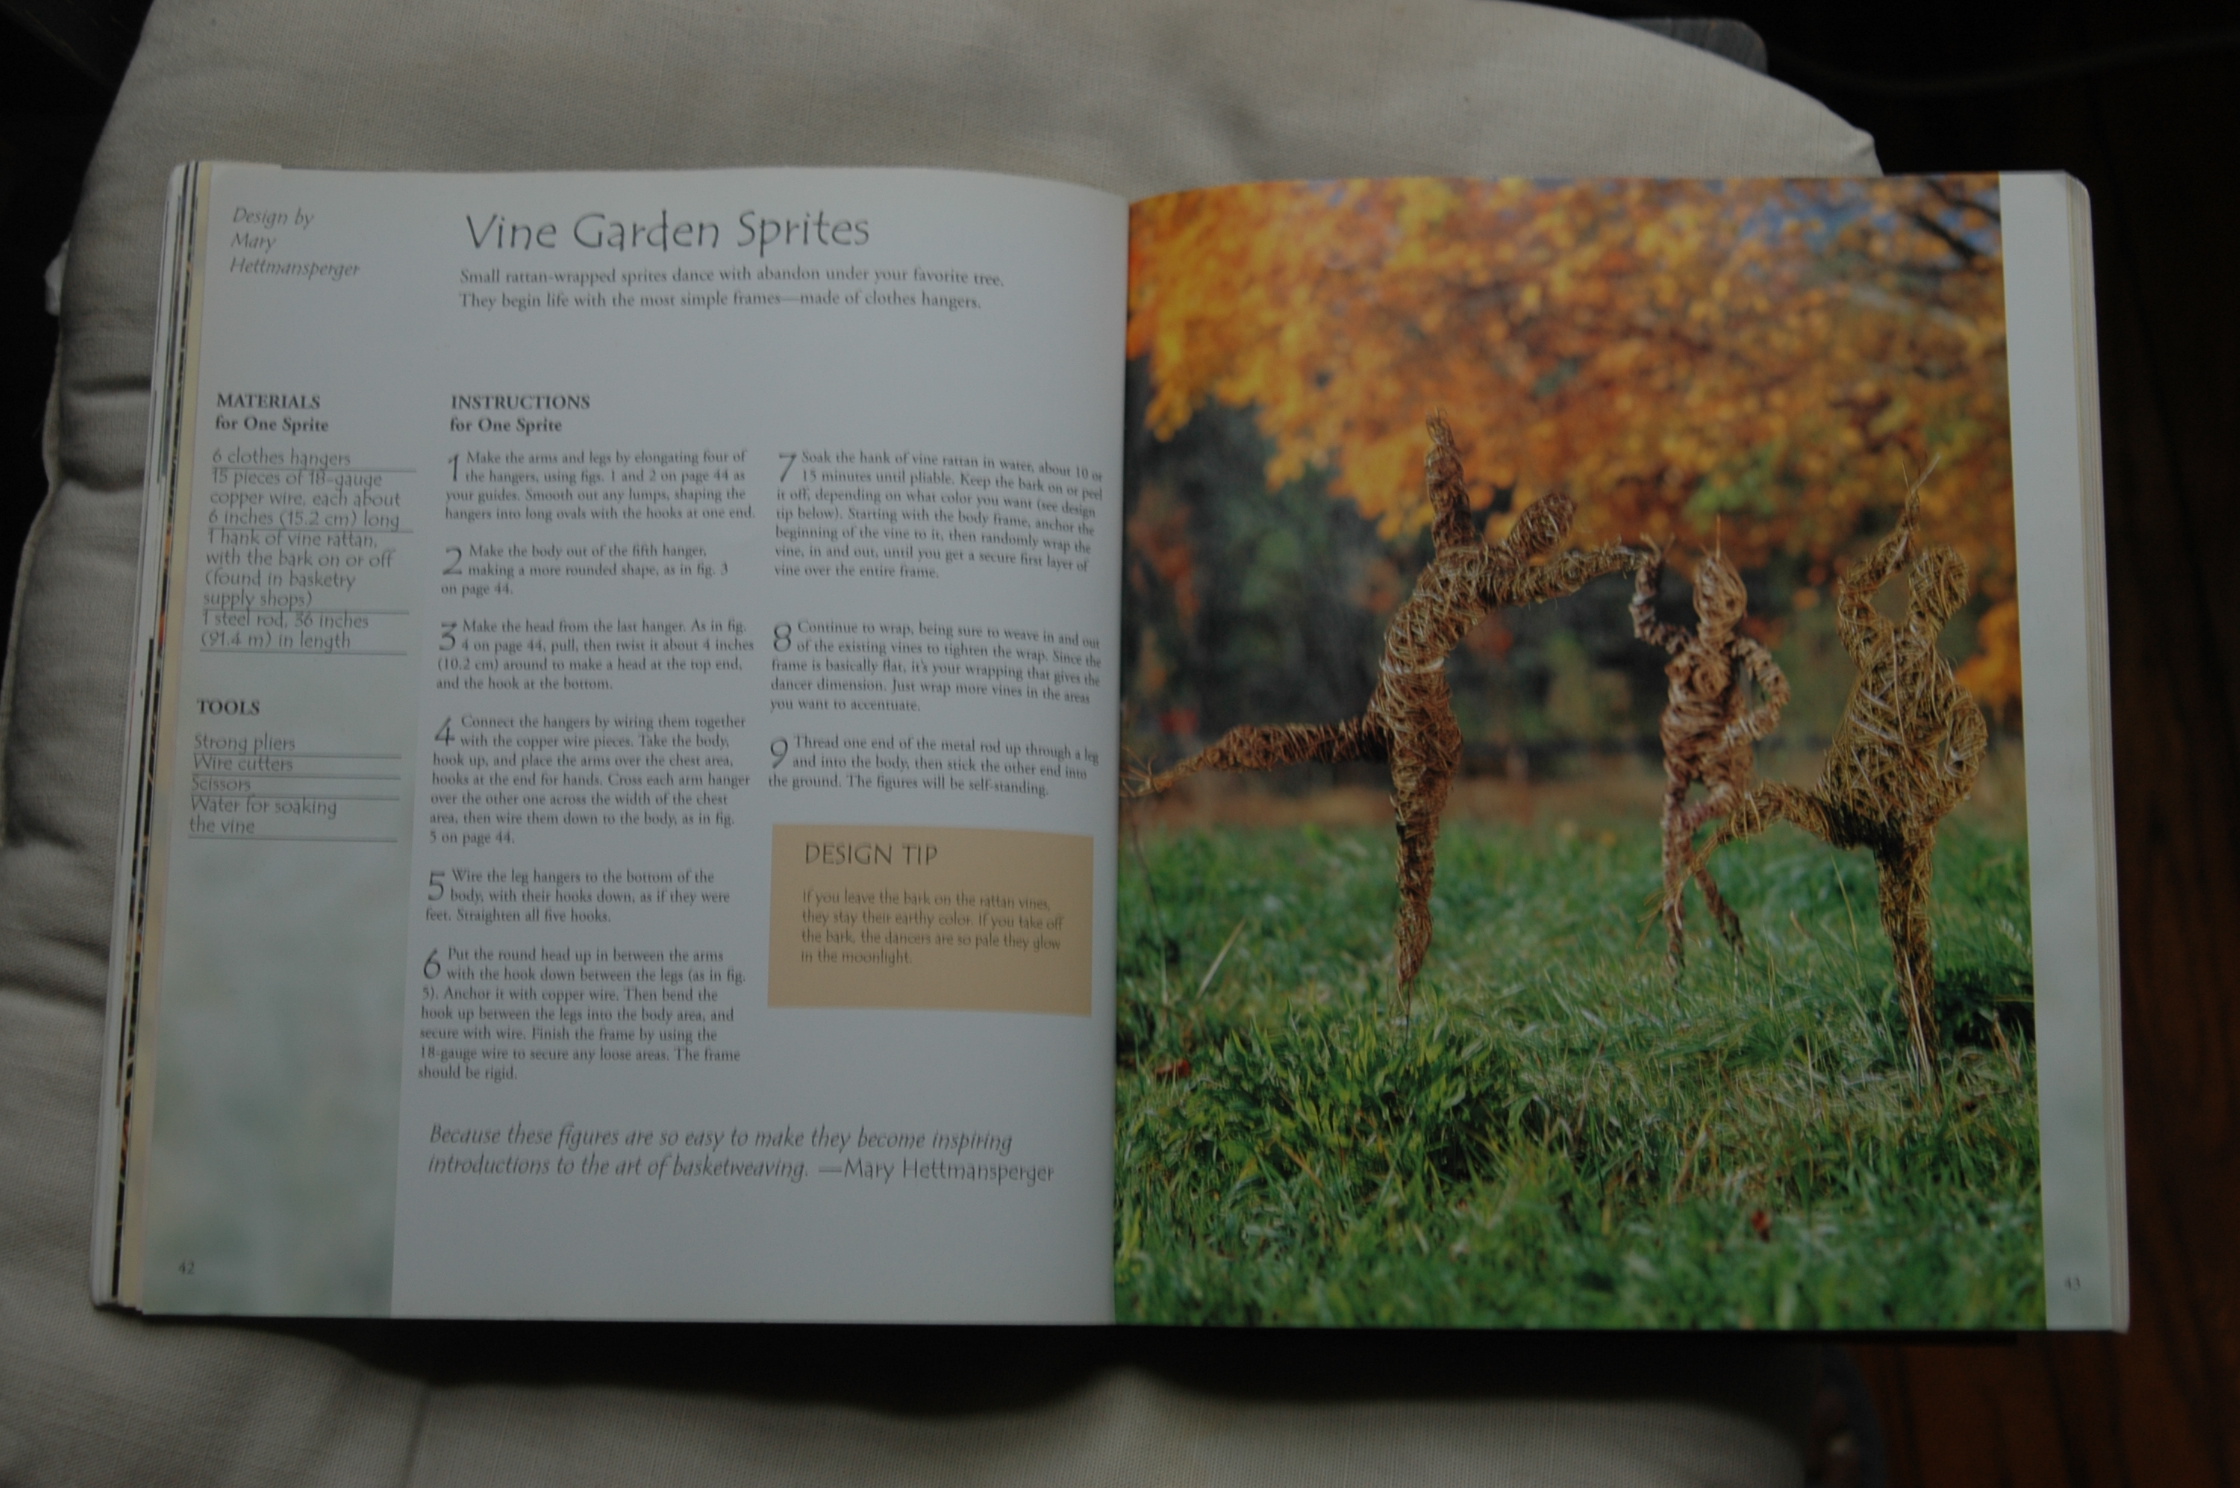 Design by
Mary
Hettmansperger
Vine Garden Sprites
Small rattan-wrapped sprites dance with abandon under your favorite tree.
They begin life with the most simple frames—made of clothes hangers.
MATERIALS
for One Sprite
6 clothes hangers
15 pieces of 18-gauge
copper wire, each about
6 inches (15.2 cm) long
1 hank of vine rattan,
with the bark on or off
(found in basketry
supply shops)
1 steel rod, 36 inches
(91.4 m) in length
TOOLS
Strong pliers
Wire cutters
Scissors
Water for soaking
the vine
INSTRUCTIONS
for One Sprite
1 Make the arms and legs by elongating four of
the hangers, using figs. 1 and 2 on page 44 as
your guides. Smooth out any lumps, shaping the
hangers into long ovals with the hooks at one end.
2 Make the body out of the fifth hanger,
making a more rounded shape, as in fig. 3
on page 44.
3 Make the head from the last hanger. As in fig.
4 on page 44, pull, then twist it about 4 inches
(10.2 cm) around to make a head at the top end,
and the hook at the bottom.
4 Connect the hangers by wiring them together
with the copper wire pieces. Take the body,
hook up, and place the arms over the chest area,
hooks at the end for hands. Cross each arm hanger
over the other one across the width of the chest
area, then wire them down to the body, as in fig.
5 on page 44.
5 Wire the leg hangers to the bottom of the
body, with their hooks down, as if they were
feet. Straighten all five hooks.
6 Put the round head up in between the arms
with the hook down between the legs (as in fig.
5). Anchor it with copper wire. Then bend the
hook up between the legs into the body area, and
secure with wire. Finish the frame by using the
18-gauge wire to secure any loose areas. The frame
should be rigid.
7 Soak the hank of vine rattan in water, about 10 or
15 minutes until pliable. Keep the bark on or peel
it off, depending on what color you want (see design
tip below). Starting with the body frame, anchor the
beginning of the vine to it, then randomly wrap the
vine, in and out, until you get a secure first layer of
vine over the entire frame.
8 Continue to wrap, being sure to weave in and out
of the existing vines to tighten the wrap. Since the
frame is basically flat, it's your wrapping that gives the
dancer dimension. Just wrap more vines in the areas
you want to accentuate.
9 Thread one end of the metal rod up through a leg
and into the body, then stick the other end into
the ground. The figures will be self-standing.
DESIGN TIP
If you leave the bark on the rattan vines,
they stay their earthy color. If you take off
the bark, the dancers are so pale they glow
in the moonlight.
Because these figures are so easy to make they become inspiring
introductions to the art of basketweaving. —Mary Hettmansperger
42
43